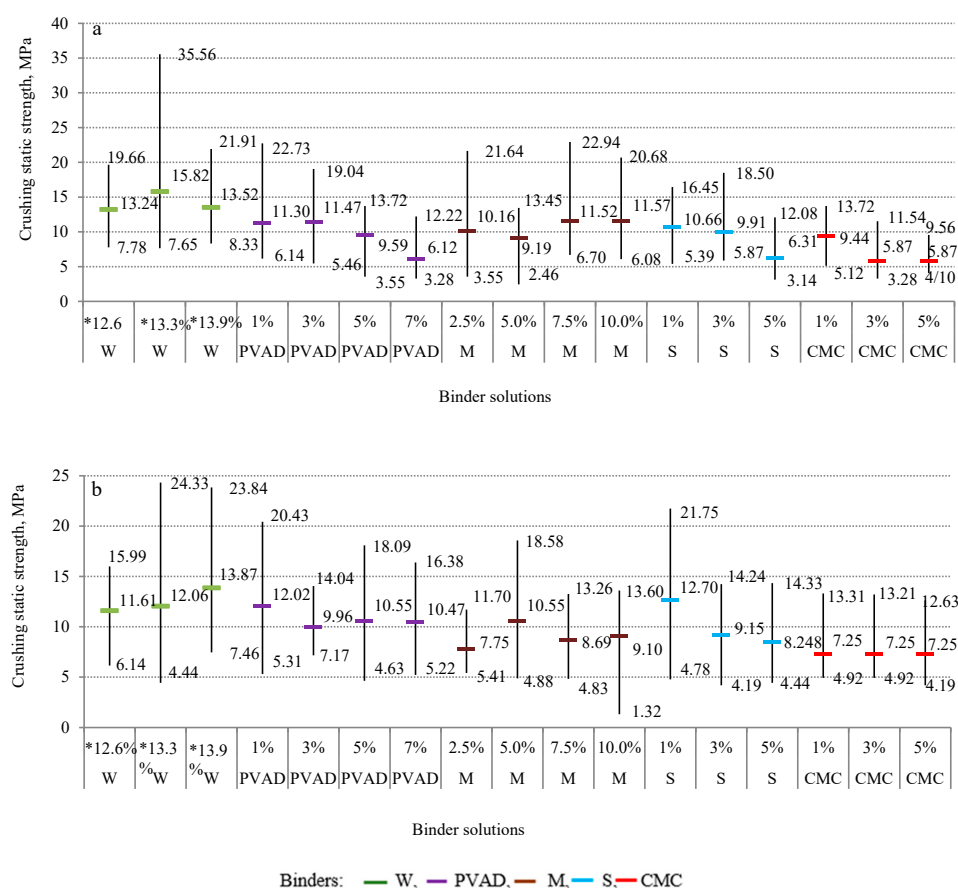 a
Crushing static strength, MPa
40
35
30
25
20
15
10
5
0
19.66 13.24 7.78
35.56 15.82 7.65
21.91 13.52 8.33
22.73 11.30 6.14
19.04 11.47 5.46
13.72 9.59 3.55
12.22 6.12 3.28
21.64 10.16 3.55
13.45 9.19 2.46
22.94 11.52 6.70
20.68 11.57 6.08
16.45 10.66 5.39
18.50 9.91 5.87
12.08 6.31 3.14
13.72 9.44 5.12
11.54 5.87 3.28
9.56 5.87 4/10
*12.6 *13.3% *13.9% 1% 3% 5% 7% 2.5% 5.0% 7.5% 10.0% 1% 3% 5% 1% 3% 5%
W W W PVAD PVAD PVAD PVAD M M M M S S S CMC CMC CMC
Binder solutions
b
Crushing static strength, MPa
25
20
15
10
5
0
15.99 11.61 6.14
24.33 12.06 4.44
23.84 13.87 7.46
20.43 12.02 5.31
14.04 9.96 7.17
18.09 10.55 4.63
16.38 10.47 5.22
11.70 7.75 5.41
18.58 10.55 4.88
13.26 8.69 4.83
13.60 9.10 1.32
21.75 12.70 4.78
14.24 9.15 4.19
14.33 8.248 4.44
13.31 7.25 4.92
13.21 7.25 4.92
12.63 7.25 4.19
*12.6% *13.3 % *13.9 % 1% 3% 5% 7% 2.5% 5.0% 7.5% 10.0% 1% 3% 5% 1% 3% 5%
W W W PVAD PVAD PVAD PVAD M M M M S S S CMC CMC CMC
Binder solutions
Binders: W, PVAD, M, S, CMC